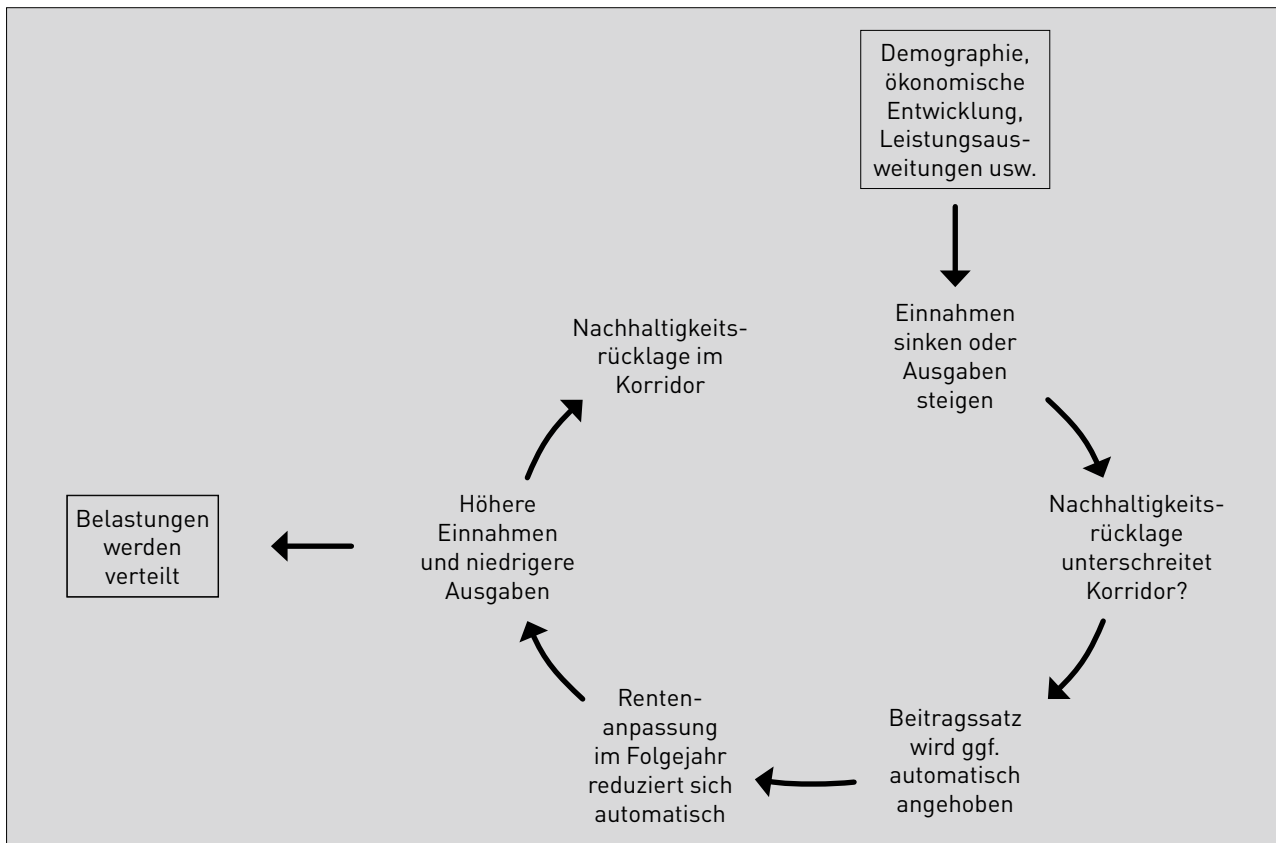 Demographie,
ökonomische
Entwicklung,
Leistungsaus-
weitungen usw.
Einnahmen
sinken oder
Ausgaben
steigen
Nachhaltigkeits-
rücklage
unterschreitet
Korridor?
Beitragssatz
wird ggf.
automatisch
angehoben
Renten-
anpassung
im Folgejahr
reduziert sich
automatisch
Höhere
Einnahmen
und niedrigere
Ausgaben
Belastungen
werden
verteilt
Nachhaltigkeits-
rücklage im
Korridor